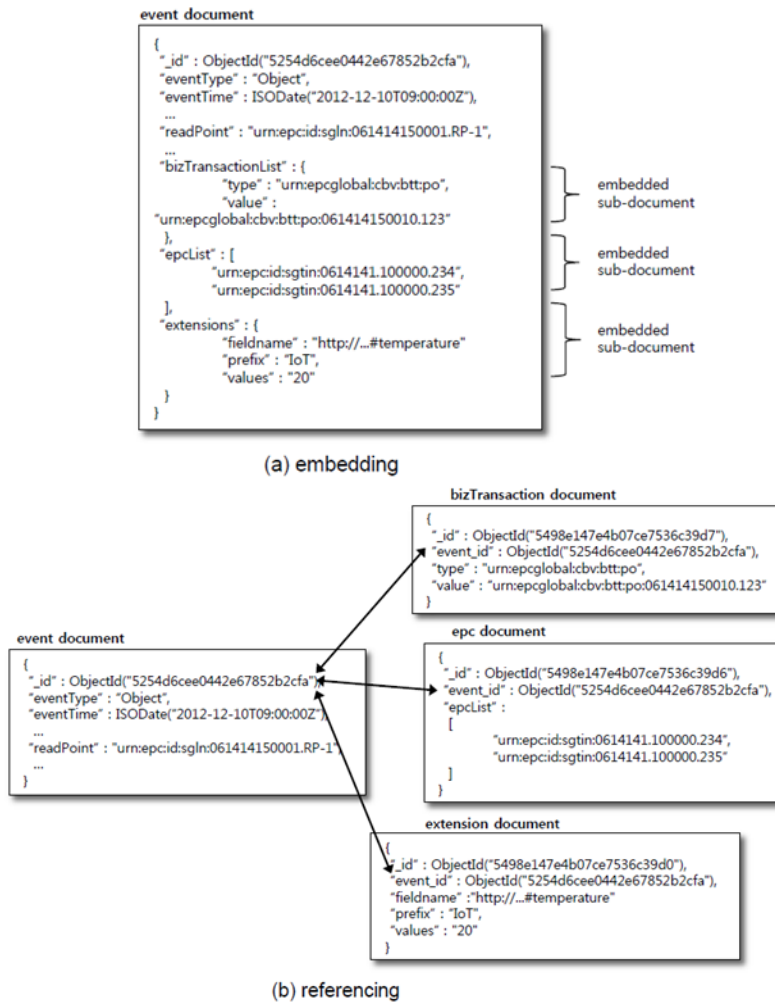 event document
{
"_id" : ObjectId("5254d6cee0442e67852b2cfa"),
"eventType" : "Object",
"eventTime" : ISODate("2012-12-10T09:00:00Z"),
...
"readPoint" : "urn:epc:id:sgln:061414150001.RP-1",
...
"bizTransactionList" : {
"type" : "urn:epcglobal:cbv:btt:po",
"value" :
"urn:epcglobal:cbv:btt:po:061414150010.123"
},
"epcList" : [
"urn:epc:id:sgtin:0614141.100000.234",
"urn:epc:id:sgtin:0614141.100000.235"
],
"extensions" : {
"fieldname" : "http://...#temperature"
"prefix" : "IoT",
"values" : "20"
}
}
embedded
sub-document
embedded
sub-document
embedded
sub-document
(a) embedding
bizTransaction document
{
"_id" : ObjectId("5498e147e4b07ce7536c39d7"),
"event_id" : ObjectId("5254d6cee0442e67852b2cfa"),
"type" : "urn:epcglobal:cbv:btt:po",
"value" : "urn:epcglobal:cbv:btt:po:061414150010.123"
}
event document
{
"_id" : ObjectId("5254d6cee0442e67852b2cfa"),
"eventType" : "Object",
"eventTime" : ISODate("2012-12-10T09:00:00Z"),
...
"readPoint" : "urn:epc:id:sgln:061414150001.RP-1",
...
}
epc document
{
"_id" : ObjectId("5498e147e4b07ce7536c39d6"),
"event_id" : ObjectId("5254d6cee0442e67852b2cfa"),
"epcList" :
[
"urn:epc:id:sgtin:0614141.100000.234",
"urn:epc:id:sgtin:0614141.100000.235"
]
}
extension document
{
"_id" : ObjectId("5498e147e4b07ce7536c39d0"),
"event_id" : ObjectId("5254d6cee0442e67852b2cfa"),
"fieldname" :"http://...#temperature"
"prefix" : "IoT",
"values" : "20"
}
(b) referencing